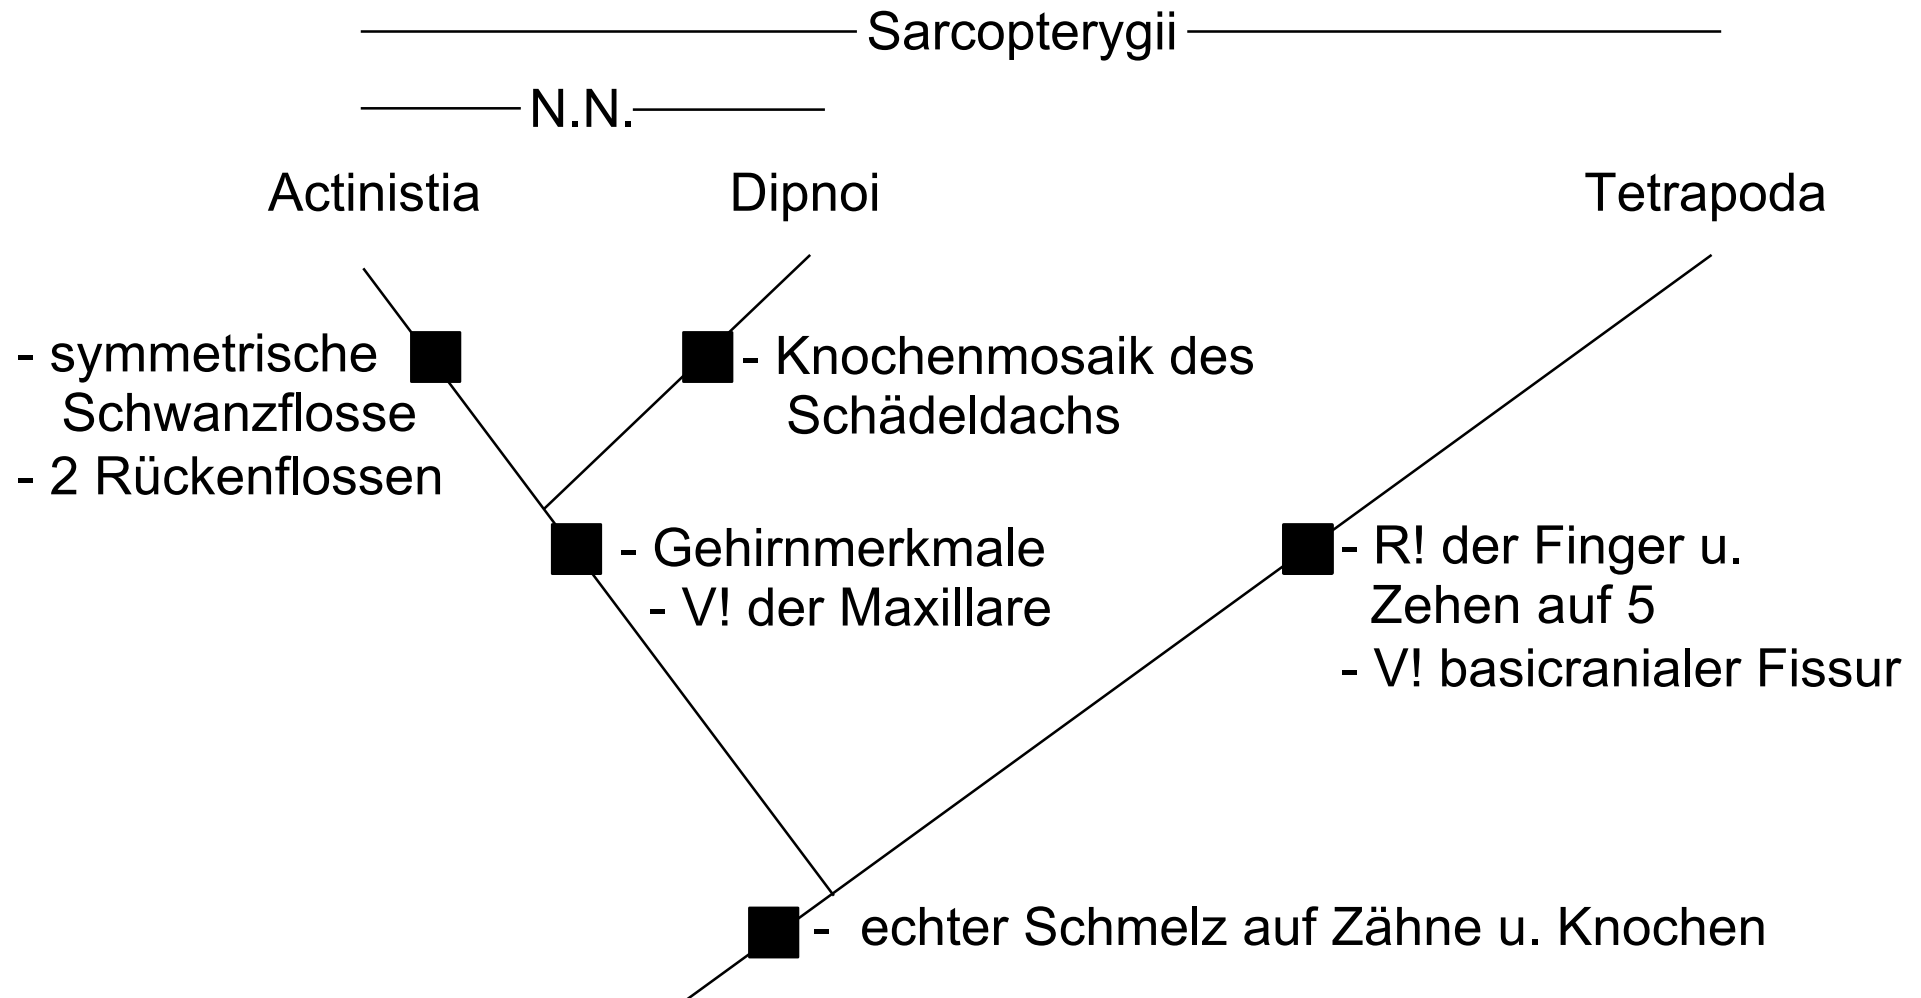 Sarcopterygii
N.N.
Actinistia
Dipnoi
Tetrapoda
- symmetrische
Schwanzflosse
- 2 Rückenflossen
- Knochenmosaik des
Schädeldachs
- Gehirnmerkmale
- V! der Maxillare
- R! der Finger u.
Zehen auf 5
- V! basicranialer Fissur
- echter Schmelz auf Zähne u. Knochen